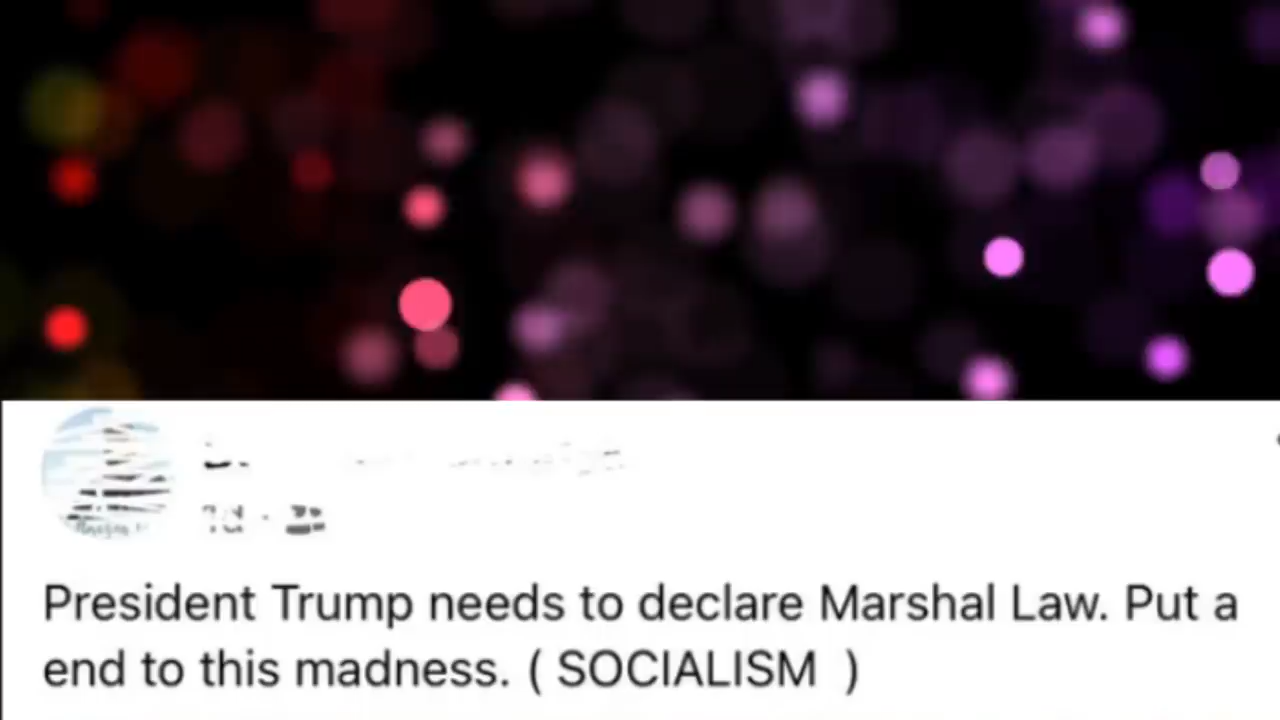 President Trump needs to declare Marshal Law. Put a
end to this madness. ( SOCIALISM )